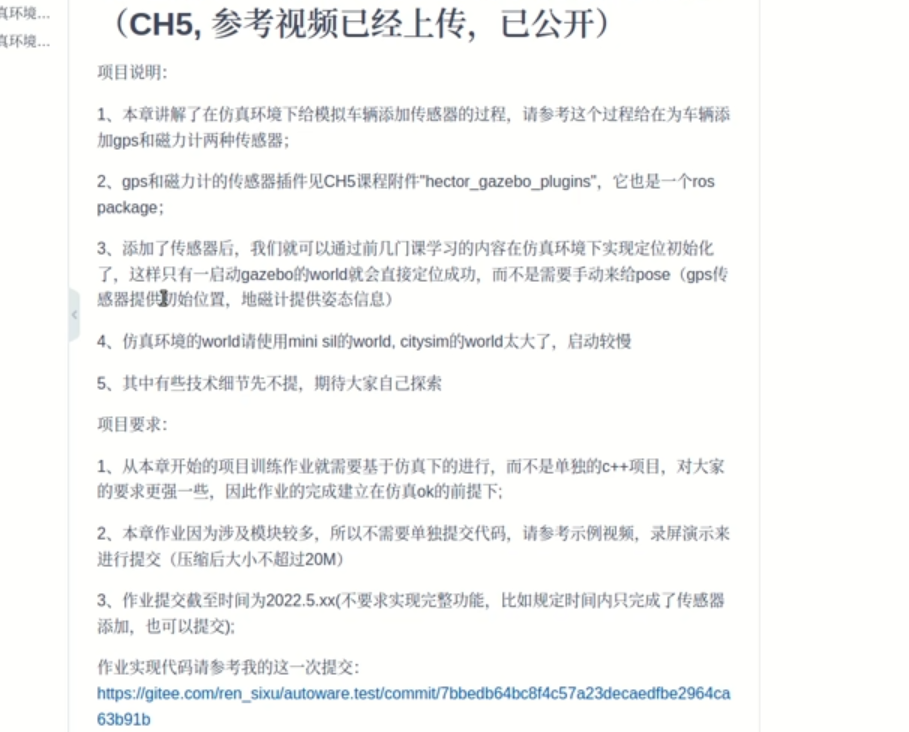 真环境...
真环境...
（CH5, 参考视频已经上传，已公开）
项目说明：
1、本章讲解了在仿真环境下给模拟车辆添加传感器的过程，请参考这个过程给在为车辆添
加gps和磁力计两种传感器；
2、gps和磁力计的传感器插件见CH5课程附件"hector_gazebo_plugins"，它也是一个ros
package；
3、添加了传感器后，我们就可以通过前几门课学习的内容在仿真环境下实现定位初始化
了，这样只有一启动gazebo的world就会直接定位成功，而不是需要手动来给pose（gps传
感器提供初始位置，地磁计提供姿态信息）
4、仿真环境的world请使用mini sil的world, citysim的world太大了，启动较慢
5、其中有些技术细节先不提，期待大家自己探索
项目要求：
1、从本章开始的项目训练作业就需要基于仿真下的进行，而不是单独的c++项目，对大家
的要求更强一些，因此作业的完成建立在仿真ok的前提下;
2、本章作业因为涉及模块较多，所以不需要单独提交代码，请参考示例视频，录屏演示来
进行提交（压缩后大小不超过20M）
3、作业提交截至时间为2022.5.xx(不要求实现完整功能，比如规定时间内只完成了传感器
添加，也可以提交);
作业实现代码请参考我的这一次提交：
https://gitee.com/ren_sixu/autoware.test/commit/7bbedb64bc8f4c57a23decaedfbe2964ca
63b91b